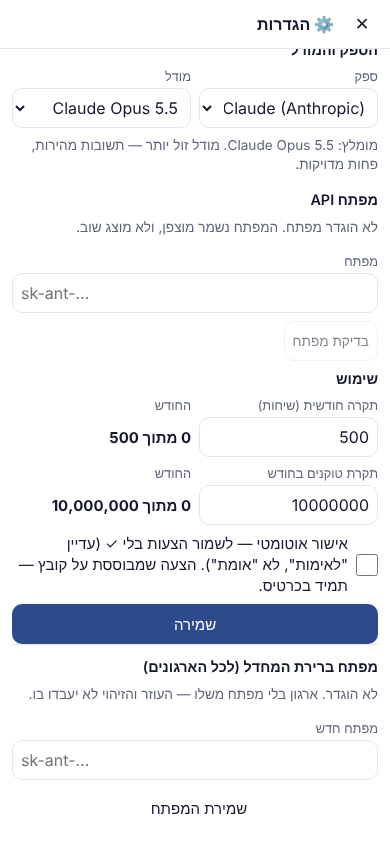 ⚙️ הגדרות ✕
הספק והמודל
ספק
מודל
Claude (Anthropic)
Claude Opus 5.5
מומלץ: Claude Opus 5.5. מודל זול יותר — תשובות מהירות,
פחות מדויקות.
מפתח API
לא הוגדר מפתח. המפתח נשמר מוצפן, ולא מוצג שוב.
מפתח
sk-ant-...
בדיקת מפתח
שימוש
תקרה חודשית (שיחות)
החודש
500
0 מתוך 500
תקרת טוקנים בחודש
החודש
10000000
0 מתוך 10,000,000
אישור אוטומטי — לשמור הצעות בלי ✓ (עדיין
"לאימות", לא "אומת"). הצעה שמבוססת על קובץ —
תמיד בכרטיס.
שמירה
מפתח ברירת המחדל (לכל הארגונים)
לא הוגדר. ארגון בלי מפתח משלו — העוזר והזיהוי לא יעבדו בו.
מפתח חדש
sk-ant-...
שמירת המפתח